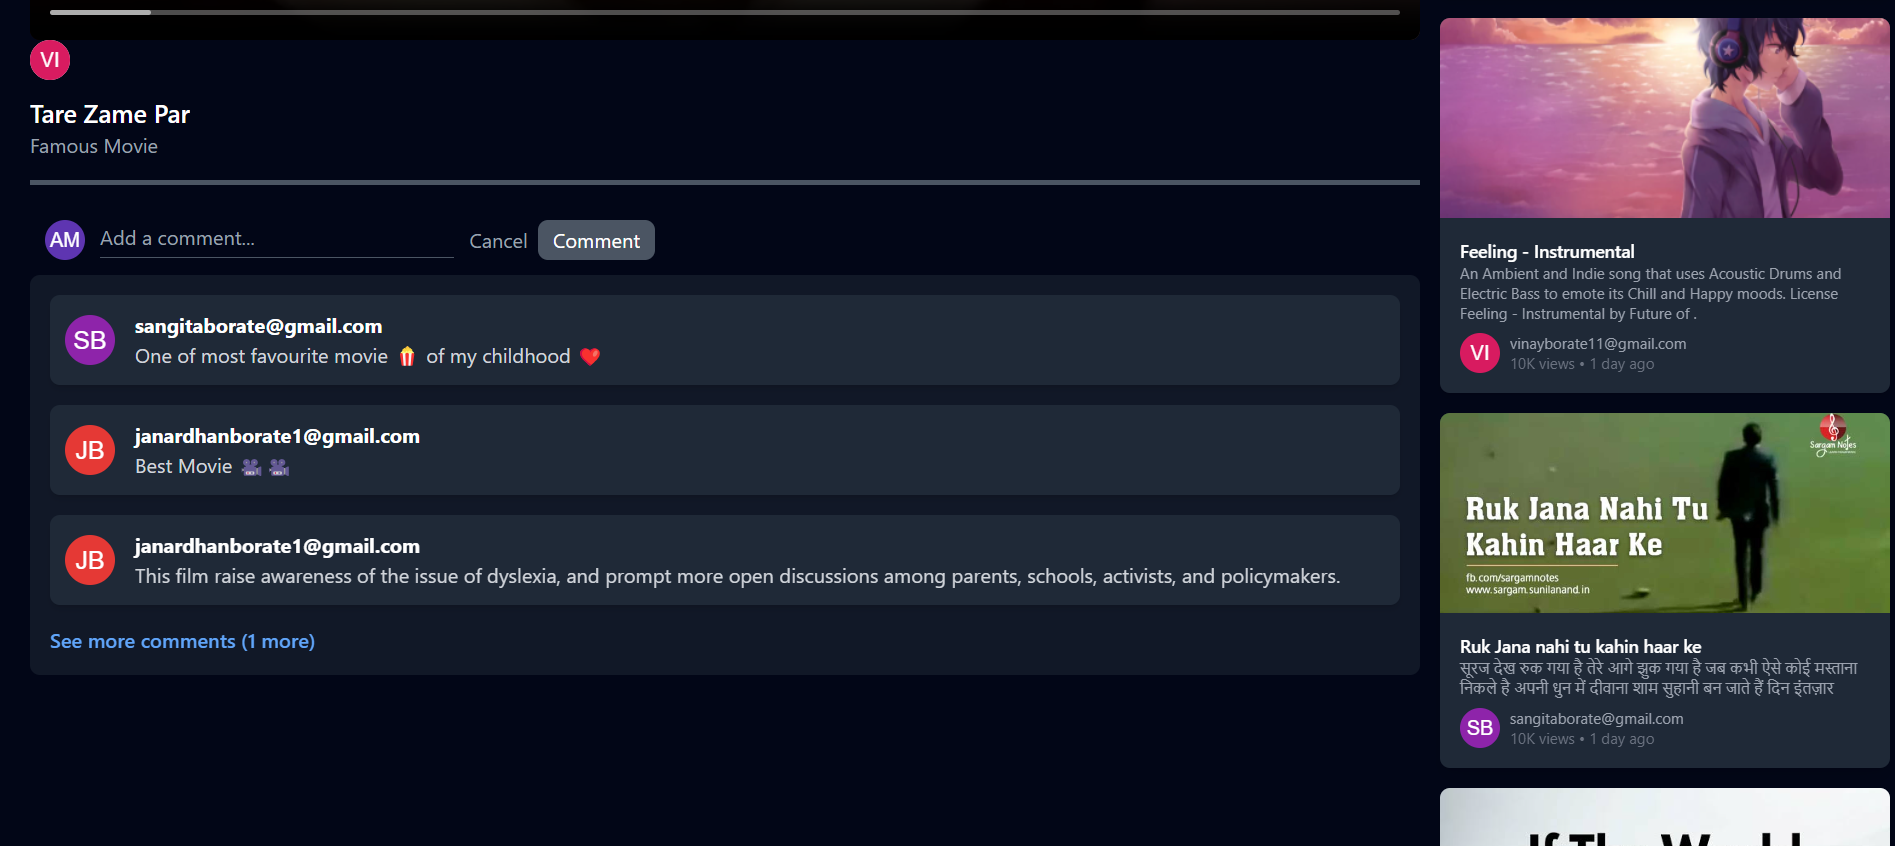 VI
Tare Zame Par
Famous Movie
AM
Add a comment...
Cancel
Comment
SB
sangitaborate@gmail.com
One of most favourite movie 🍿 of my childhood ❤️
JB
janardhanborate1@gmail.com
Best Movie 🎥 🎥
JB
janardhanborate1@gmail.com
This film raise awareness of the issue of dyslexia, and prompt more open discussions among parents, schools, activists, and policymakers.
See more comments (1 more)
Feeling - Instrumental
An Ambient and Indie song that uses Acoustic Drums and
Electric Bass to emote its Chill and Happy moods. License
Feeling - Instrumental by Future of .
VI
vinayborate11@gmail.com
10K views • 1 day ago
Sargam Notes
Ruk Jana Nahi Tu
Kahin Haar Ke
fb.com/sargamnotes
www.sargam.sunilanand.in
Ruk Jana nahi tu kahin haar ke
सूरज देख रुक गया है तेरे आगे झुक गया है जब कभी ऐसे कोई मस्ताना
निकले है अपनी धुन में दीवाना शाम सुहानी बन जाते हैं दिन इंतज़ार
SB
sangitaborate@gmail.com
10K views • 1 day ago
If The World